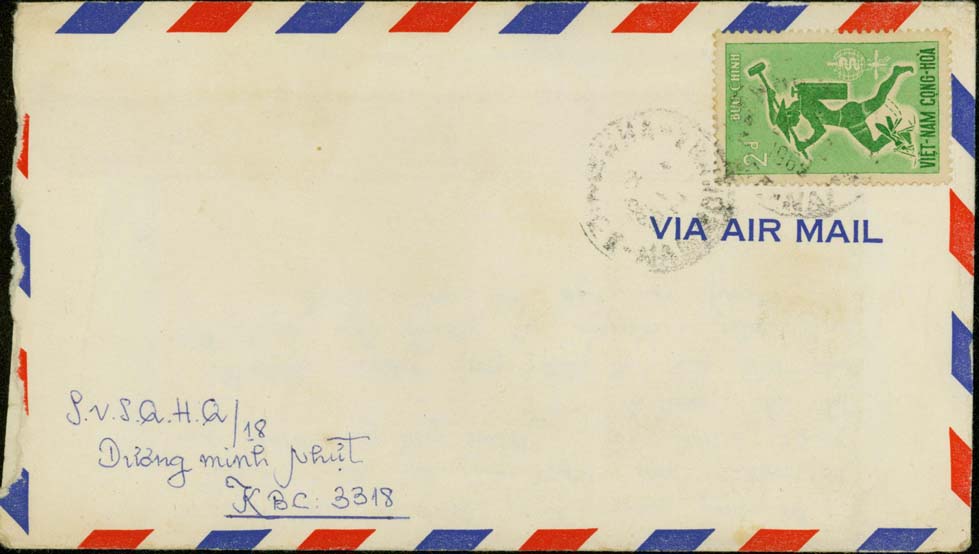 BƯU-CHÍNH
2đ
VIỆT-NAM CỘNG-HÒA
VIA AIR MAIL
S.V.S.Q.H.Q/18
Dương minh Nhựt
KBC: 3318